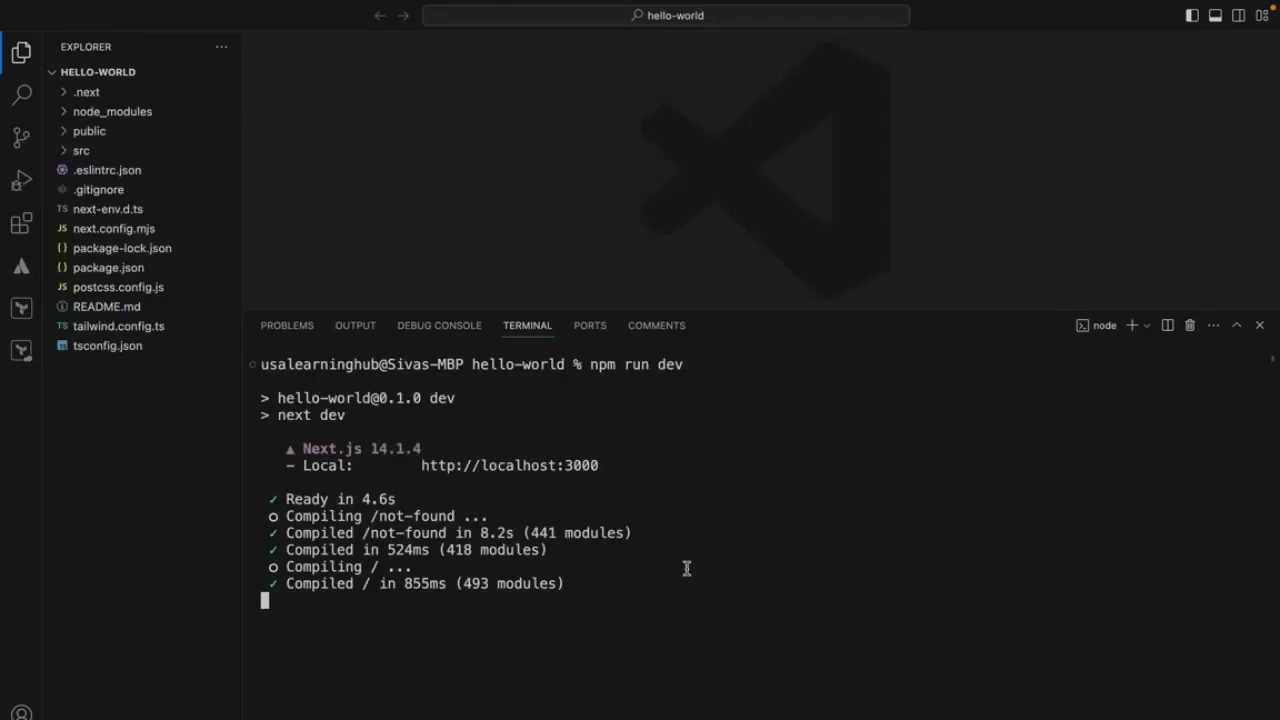 hello-world
EXPLORER
HELLO-WORLD
.next
node_modules
public
src
.eslintrc.json
.gitignore
TS next-env.d.ts
JS next.config.mjs
{} package-lock.json
{} package.json
JS postcss.config.js
README.md
TS tailwind.config.ts
tsconfig.json
PROBLEMS OUTPUT DEBUG CONSOLE TERMINAL PORTS COMMENTS
node
usalearninghub@Sivas-MBP hello-world % npm run dev
> hello-world@0.1.0 dev
> next dev
▲ Next.js 14.1.4
- Local: http://localhost:3000
✓ Ready in 4.6s
○ Compiling /not-found ...
✓ Compiled /not-found in 8.2s (441 modules)
✓ Compiled in 524ms (418 modules)
○ Compiling / ...
✓ Compiled / in 855ms (493 modules)